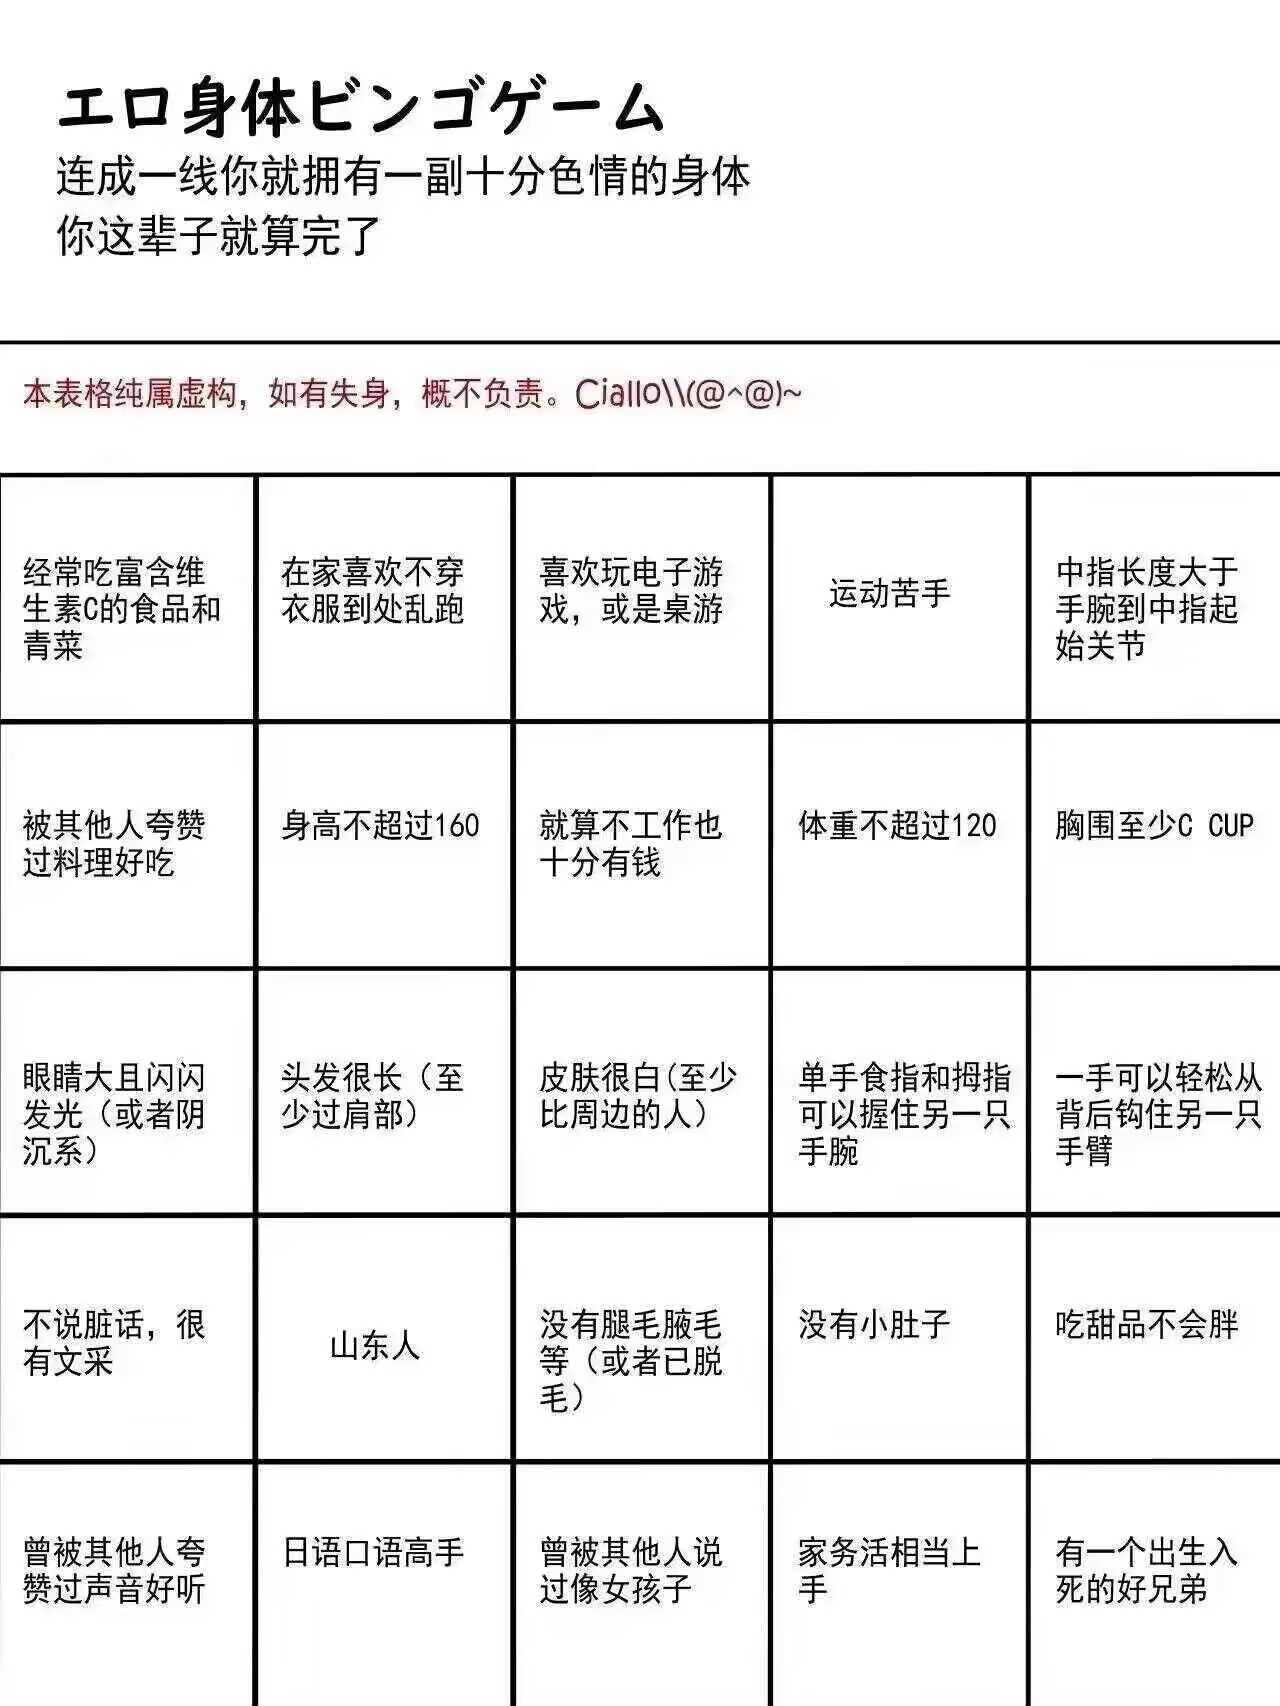 エロ身体ビンゴゲーム
连成一线你就拥有一副十分色情的身体
你这辈子就算完了
本表格纯属虚构，如有失身，概不负责。Ciallo\\(@^@)~
经常吃富含维
生素C的食品和
青菜
在家喜欢不穿
衣服到处乱跑
喜欢玩电子游
戏，或是桌游
运动苦手
中指长度大于
手腕到中指起
始关节
被其他人夸赞
过料理好吃
身高不超过160
就算不工作也
十分有钱
体重不超过120
胸围至少C CUP
眼睛大且闪闪
发光（或者阴
沉系）
头发很长（至
少过肩部）
皮肤很白(至少
比周边的人）
单手食指和拇指
可以握住另一只
手腕
一手可以轻松从
背后钩住另一只
手臂
不说脏话，很
有文采
山东人
没有腿毛腋毛
等（或者已脱
毛）
没有小肚子
吃甜品不会胖
曾被其他人夸
赞过声音好听
日语口语高手
曾被其他人说
过像女孩子
家务活相当上
手
有一个出生入
死的好兄弟